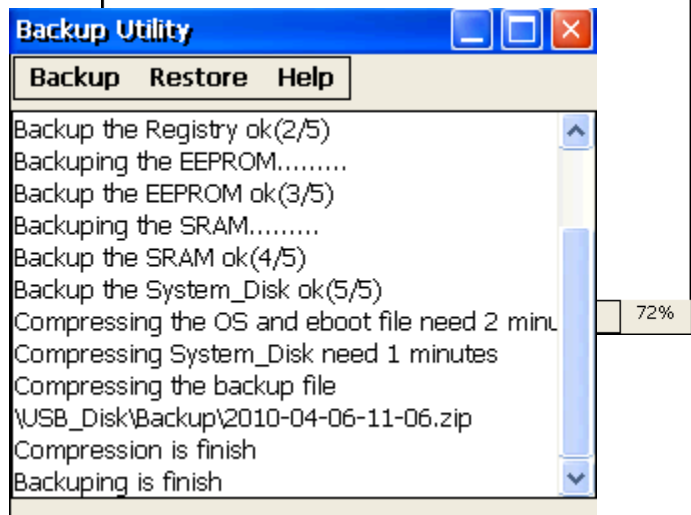 Backup Utility
Backup Restore Help
Backup the Registry ok(2/5)
Backuping the EEPROM.........
Backup the EEPROM ok(3/5)
Backuping the SRAM.........
Backup the SRAM ok(4/5)
Backup the System_Disk ok(5/5)
Compressing the OS and eboot file need 2 minu
72%
Compressing System_Disk need 1 minutes
Compressing the backup file
\USB_Disk\Backup\2010-04-06-11-06.zip
Compression is finish
Backuping is finish